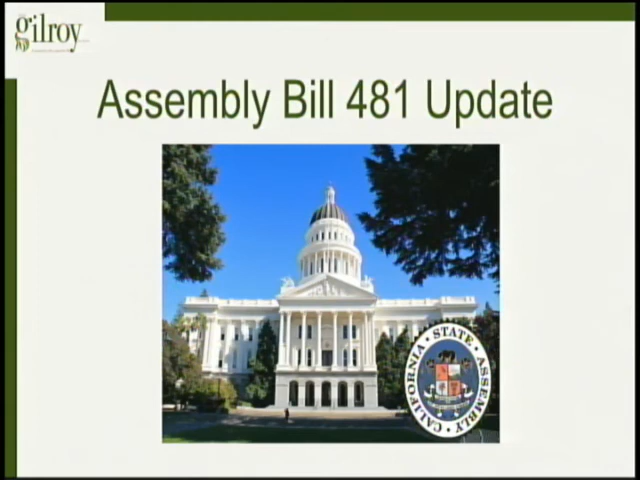 gilroy
Assembly Bill 481 Update
CALIFORNIA · STATE · ASSEMBLY